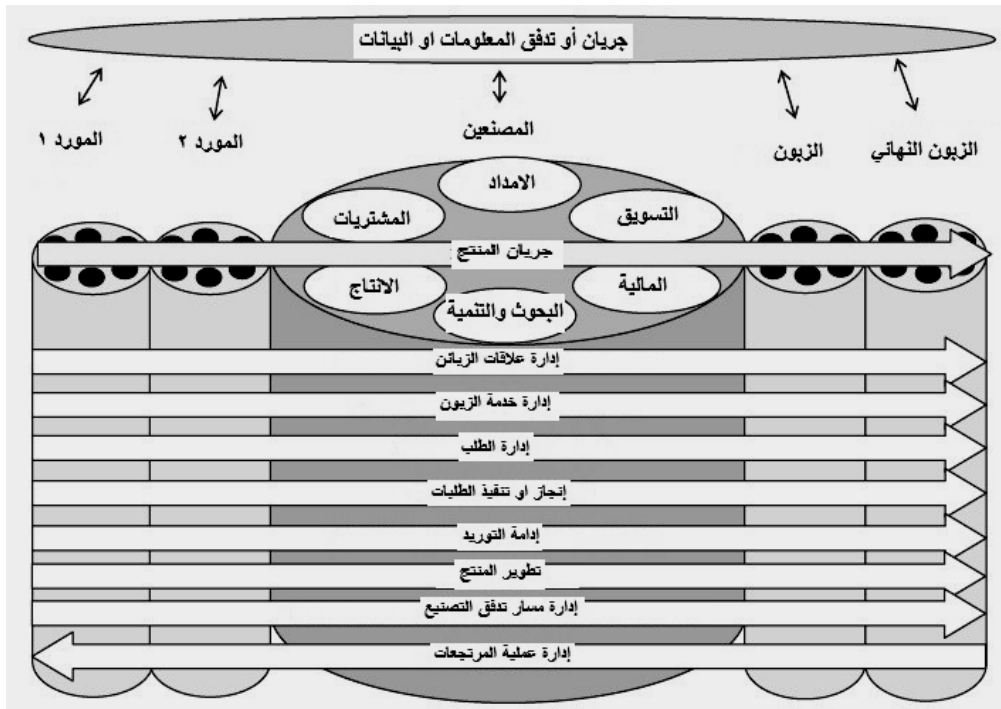 جريان أو تدفق المعلومات او البيانات
الزبون النهائي
الزبون
المصنعين
المورد ٢
المورد ١
الامداد
التسويق
المشتريات
جريان المنتج
المالية
الانتاج
البحوث والتنمية
إدارة علاقات الزبائن
إدارة خدمة الزبون
إدارة الطلب
إنجاز او تنفيذ الطلبات
إدامة التوريد
تطوير المنتج
إدارة مسار تدفق التصنيع
إدارة عملية المرتجعات